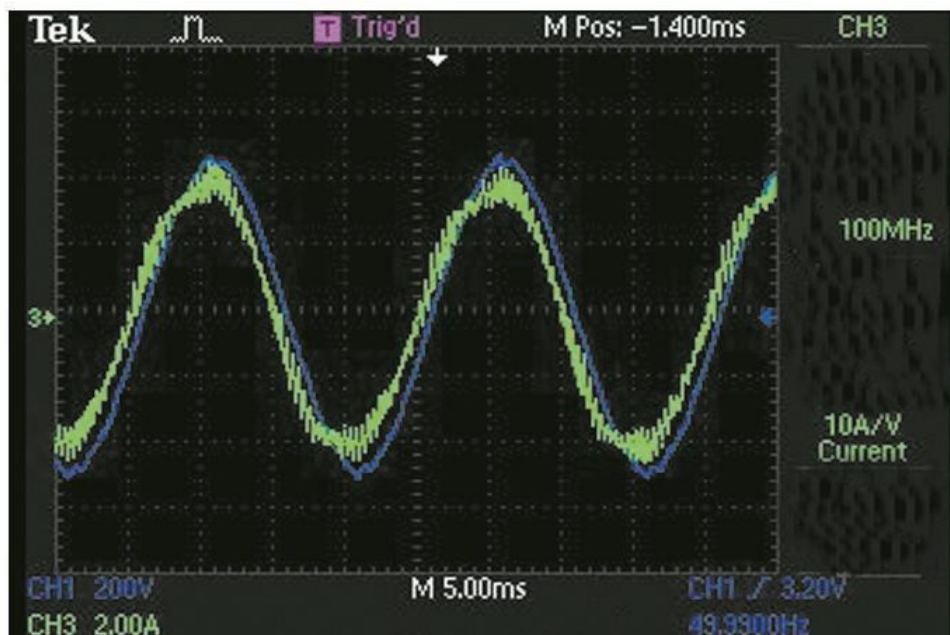 Tek T Trig'd M Pos: −1.400ms CH3
100MHz
3
10A/V
Current
CH1 200V M 5.00ms CH1 / 3.20V
CH3 2.00A 49.9900Hz